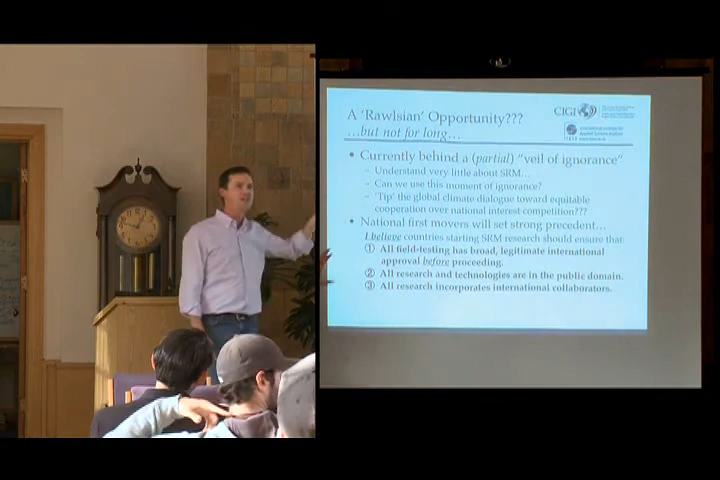 A 'Rawlsian' Opportunity???
...but not for long...
CIGI
• Currently behind a (partial) "veil of ignorance"
– Understand very little about SRM...
– Can we use this moment of ignorance?
– 'Tip' the global climate dialogue toward equitable
cooperation over national interest competition???
• National first movers will set strong precedent...
I believe countries starting SRM research should ensure that:
① All field-testing has broad, legitimate international
approval before proceeding.
② All research and technologies are in the public domain.
③ All research incorporates international collaborators.